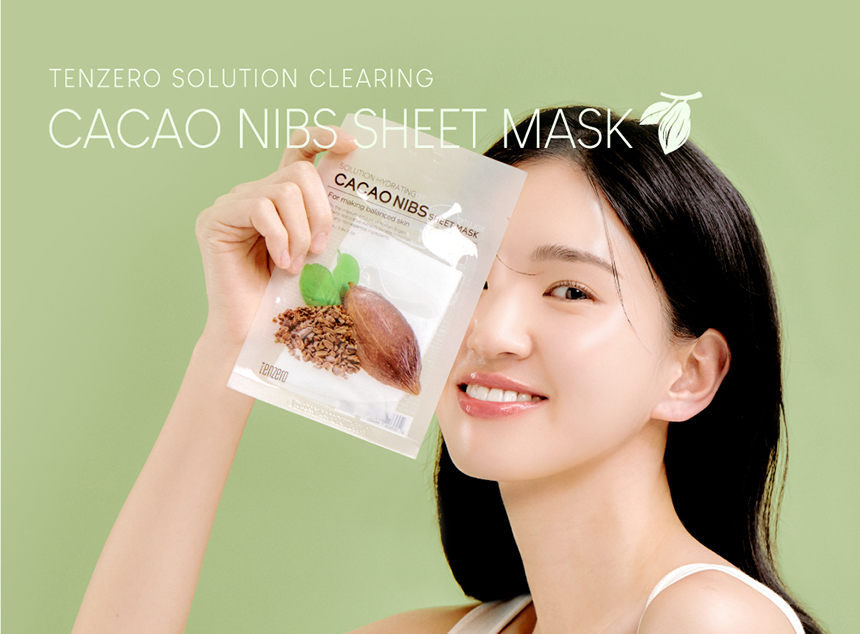 TENZERO SOLUTION CLEARING
CACAO NIBS SHEET MASK
SOLUTION HYDRATING
CACAO NIBS SHEET MASK
For making balanced skin
Tenzero